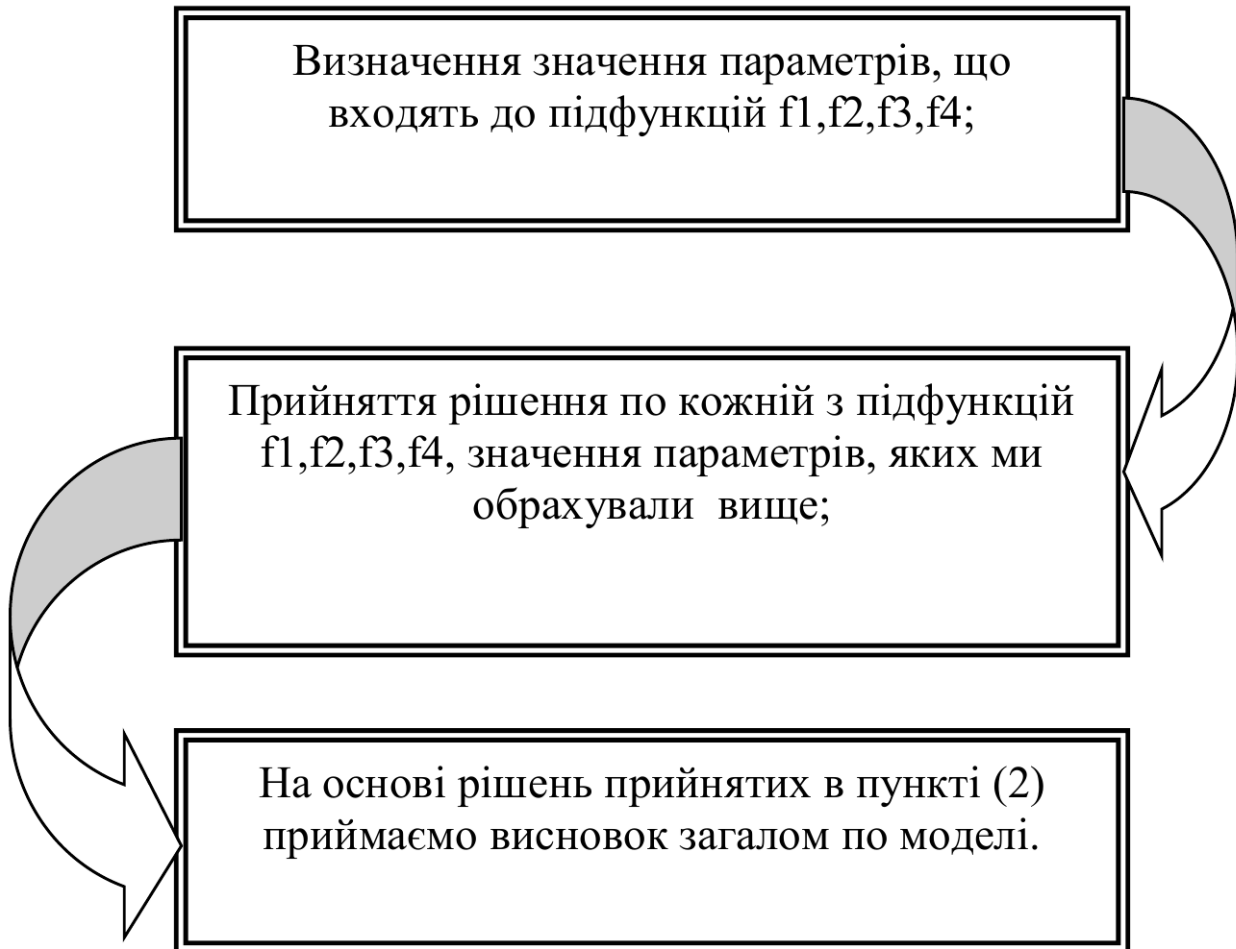 Визначення значення параметрів, що
входять до підфункцій f1,f2,f3,f4;
Прийняття рішення по кожній з підфункцій
f1,f2,f3,f4, значення параметрів, яких ми
обрахували вище;
На основі рішень прийнятих в пункті (2)
приймаємо висновок загалом по моделі.